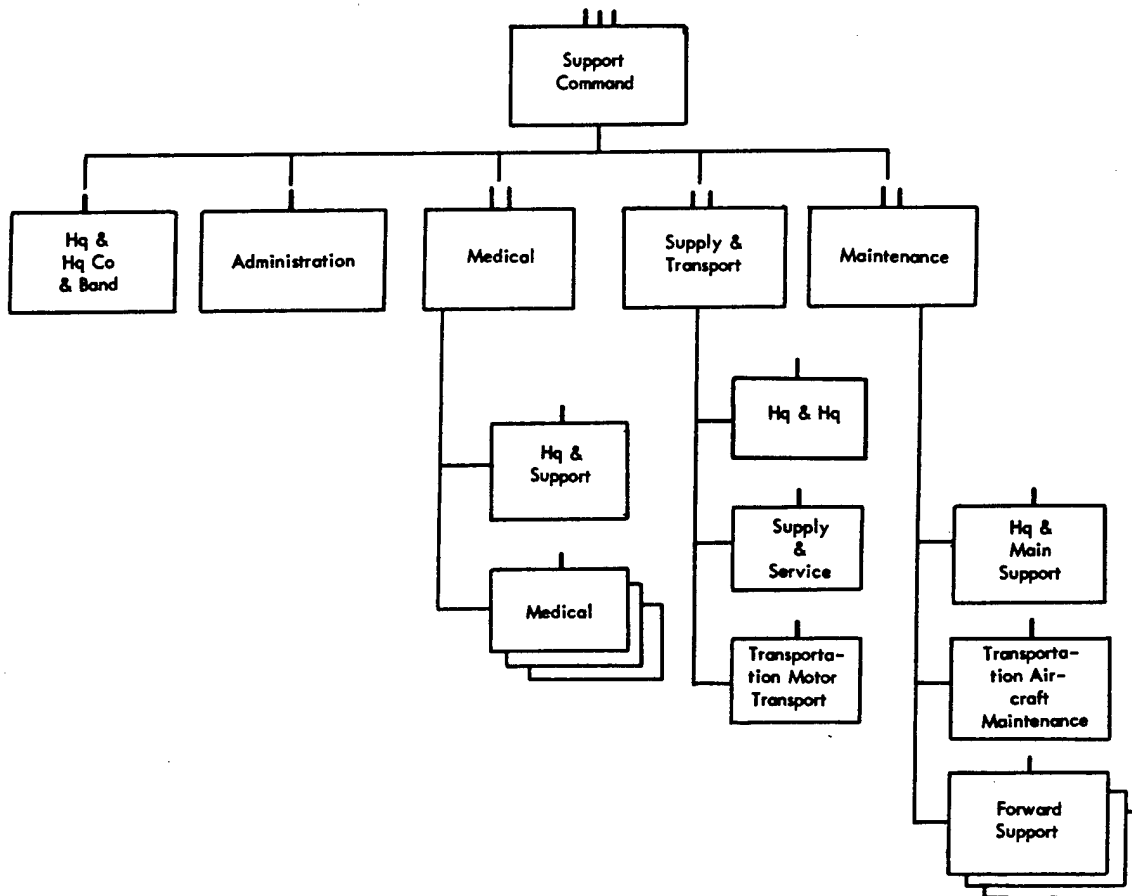 Support
Command
Hq &
Hq Co
& Band
Administration
Medical
Supply &
Transport
Maintenance
Hq &
Support
Medical
Hq & Hq
Supply
&
Service
Transporta-
tion Motor
Transport
Hq &
Main
Support
Transporta-
tion Air-
craft
Maintenance
Forward
Support